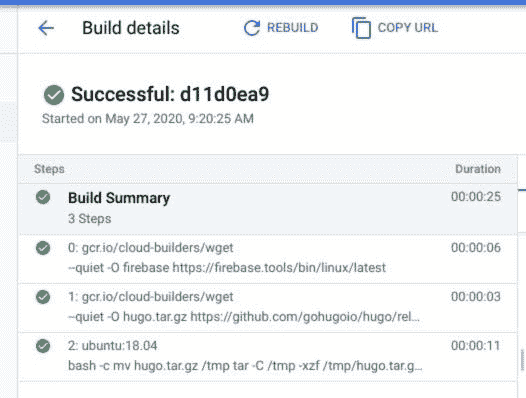 Build details REBUILD COPY URL
Successful: d11d0ea9
Started on May 27, 2020, 9:20:25 AM
Steps Duration
Build Summary 00:00:25
3 Steps
0: gcr.io/cloud-builders/wget 00:00:06
--quiet -O firebase https://firebase.tools/bin/linux/latest
1: gcr.io/cloud-builders/wget 00:00:03
--quiet -O hugo.tar.gz https://github.com/gohugoio/hugo/rel...
2: ubuntu:18.04 00:00:11
bash -c mv hugo.tar.gz /tmp tar -C /tmp -xzf /tmp/hugo.tar.g...